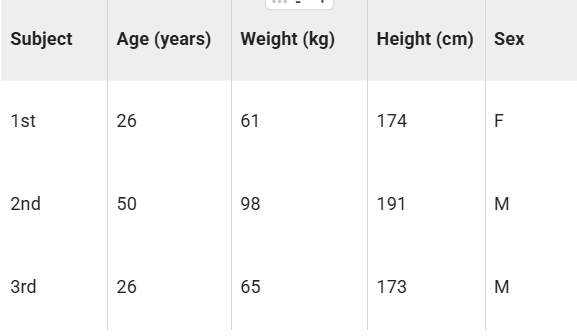 Subject Age (years) Weight (kg) Height (cm) Sex
1st 26 61 174 F
2nd 50 98 191 M
3rd 26 65 173 M